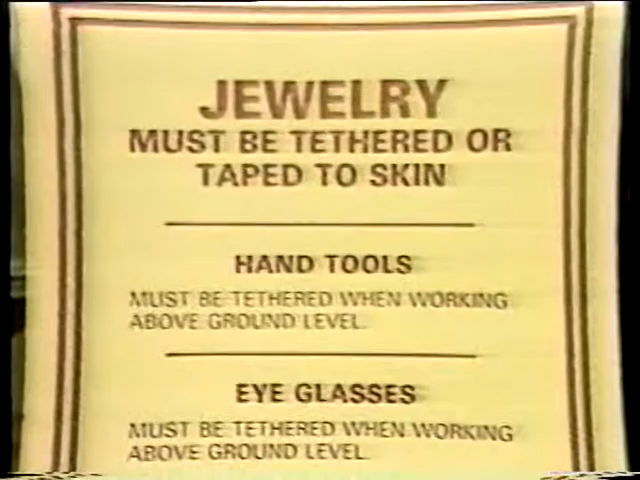 JEWELRY
MUST BE TETHERED OR
TAPED TO SKIN
HAND TOOLS
MUST BE TETHERED WHEN WORKING
ABOVE GROUND LEVEL.
EYE GLASSES
MUST BE TETHERED WHEN WORKING
ABOVE GROUND LEVEL.